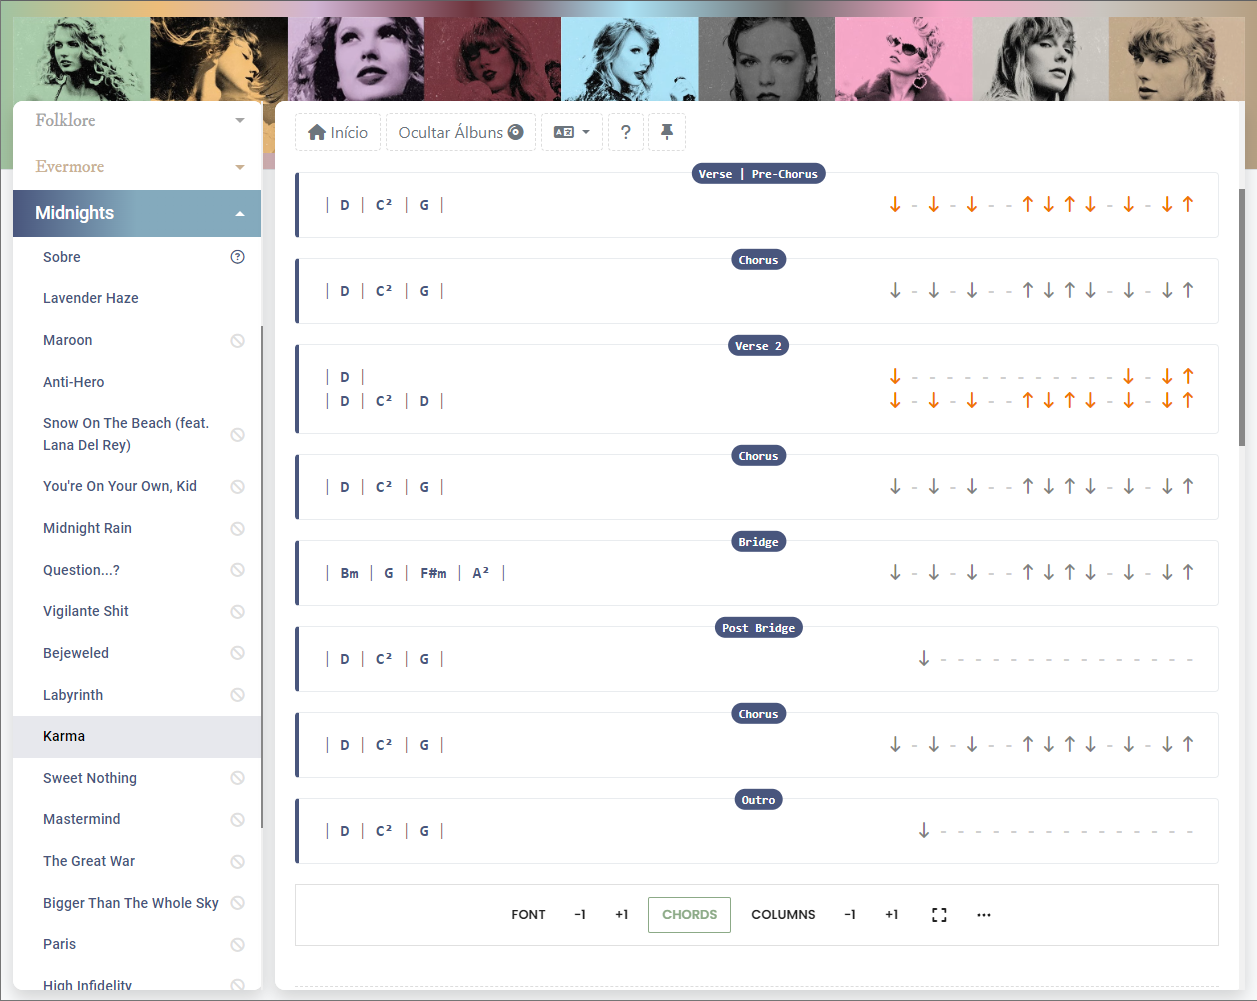 Folklore
Evermore
Midnights
Sobre
Lavender Haze
Maroon
Anti-Hero
Snow On The Beach (feat.
Lana Del Rey)
You're On Your Own, Kid
Midnight Rain
Question...?
Vigilante Shit
Bejeweled
Labyrinth
Karma
Sweet Nothing
Mastermind
The Great War
Bigger Than The Whole Sky
Paris
High Infidelity
Início
Ocultar Álbuns
?
Verse | Pre-Chorus
| D | C² | G | ↓ - ↓ - ↓ - - ↑ ↓ ↑ ↓ - ↓ - ↓ ↑
Chorus
| D | C² | G | ↓ - ↓ - ↓ - - ↑ ↓ ↑ ↓ - ↓ - ↓ ↑
Verse 2
| D | ↓ - - - - - - - - - - - ↓ - ↓ ↑
| D | C² | D | ↓ - ↓ - ↓ - - ↑ ↓ ↑ ↓ - ↓ - ↓ ↑
Chorus
| D | C² | G | ↓ - ↓ - ↓ - - ↑ ↓ ↑ ↓ - ↓ - ↓ ↑
Bridge
| Bm | G | F#m | A² | ↓ - ↓ - ↓ - - ↑ ↓ ↑ ↓ - ↓ - ↓ ↑
Post Bridge
| D | C² | G | ↓ - - - - - - - - - - - - - -
Chorus
| D | C² | G | ↓ - ↓ - ↓ - - ↑ ↓ ↑ ↓ - ↓ - ↓ ↑
Outro
| D | C² | G | ↓ - - - - - - - - - - - - - -
FONT -1 +1 CHORDS COLUMNS -1 +1 ...